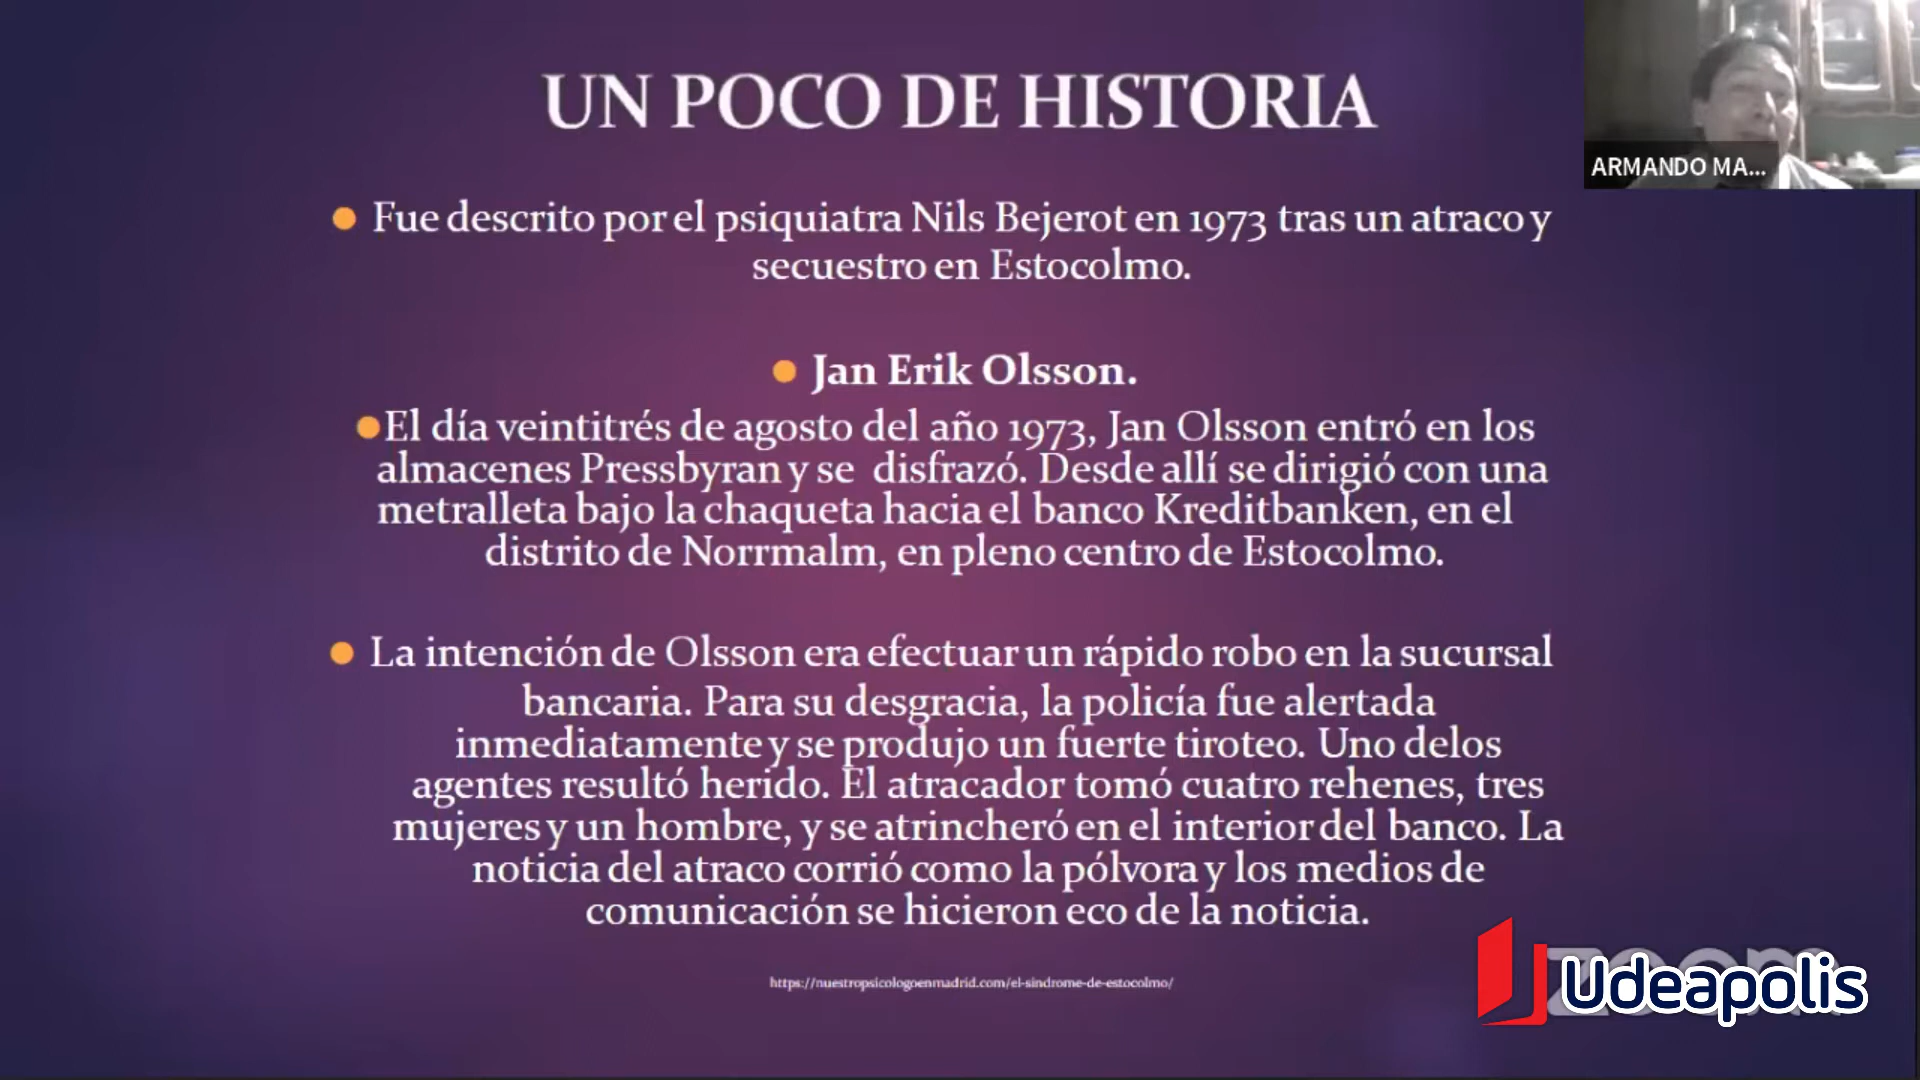 UN POCO DE HISTORIA
ARMANDO MA...
● Fue descrito por el psiquiatra Nils Bejerot en 1973 tras un atraco y
secuestro en Estocolmo.
● Jan Erik Olsson.
● El día veintitrés de agosto del año 1973, Jan Olsson entró en los
almacenes Pressbyran y se disfrazó. Desde allí se dirigió con una
metralleta bajo la chaqueta hacia el banco Kreditbanken, en el
distrito de Norrmalm, en pleno centro de Estocolmo.
● La intención de Olsson era efectuar un rápido robo en la sucursal
bancaria. Para su desgracia, la policía fue alertada
inmediatamente y se produjo un fuerte tiroteo. Uno delos
agentes resultó herido. El atracador tomó cuatro rehenes, tres
mujeres y un hombre, y se atrincheró en el interior del banco. La
noticia del atraco corrió como la pólvora y los medios de
comunicación se hicieron eco de la noticia.
https://nuestropsicologoenmadrid.com/el-sindrome-de-estocolmo/
zoom
Udeapolis